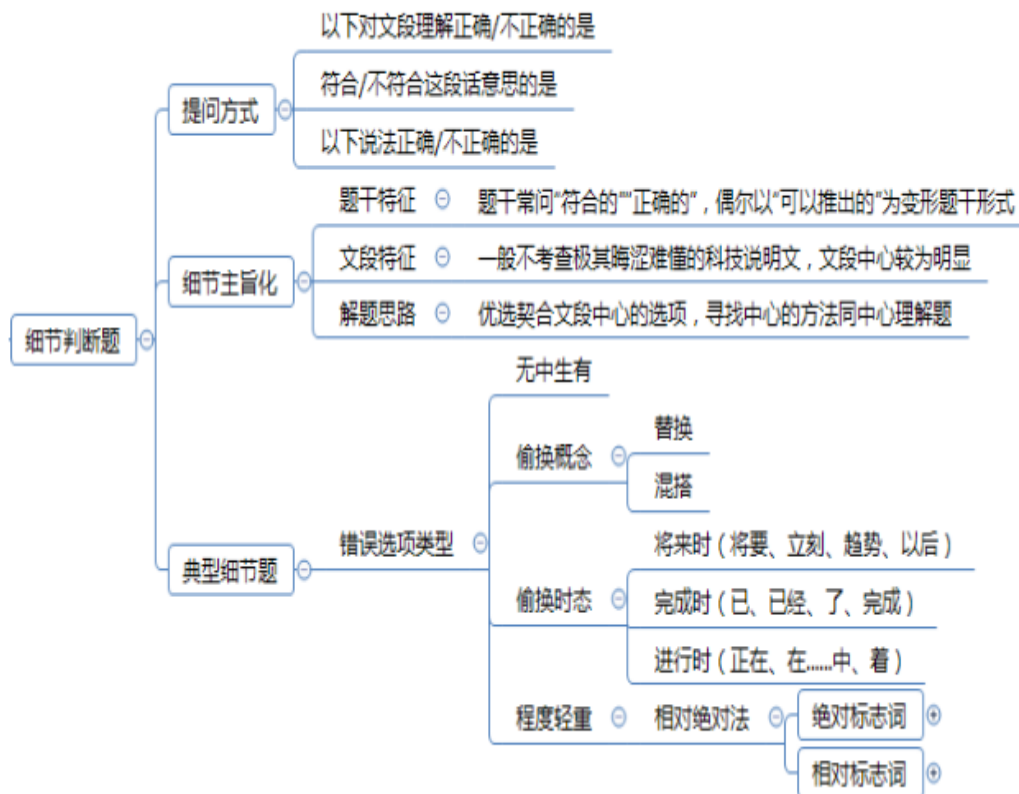 细节判断题
提问方式
以下对文段理解正确/不正确的是
符合/不符合这段话意思的是
以下说法正确/不正确的是
细节主旨化
题干特征
题干常问“符合的”“正确的”，偶尔以“可以推出的”为变形题干形式
文段特征
一般不考查极其晦涩难懂的科技说明文，文段中心较为明显
解题思路
优选契合文段中心的选项，寻找中心的方法同中心理解题
典型细节题
错误选项类型
无中生有
偷换概念
替换
混搭
偷换时态
将来时（将要、立刻、趋势、以后）
完成时（已、已经、了、完成）
进行时（正在、在……中、着）
程度轻重
相对绝对法
绝对标志词
相对标志词